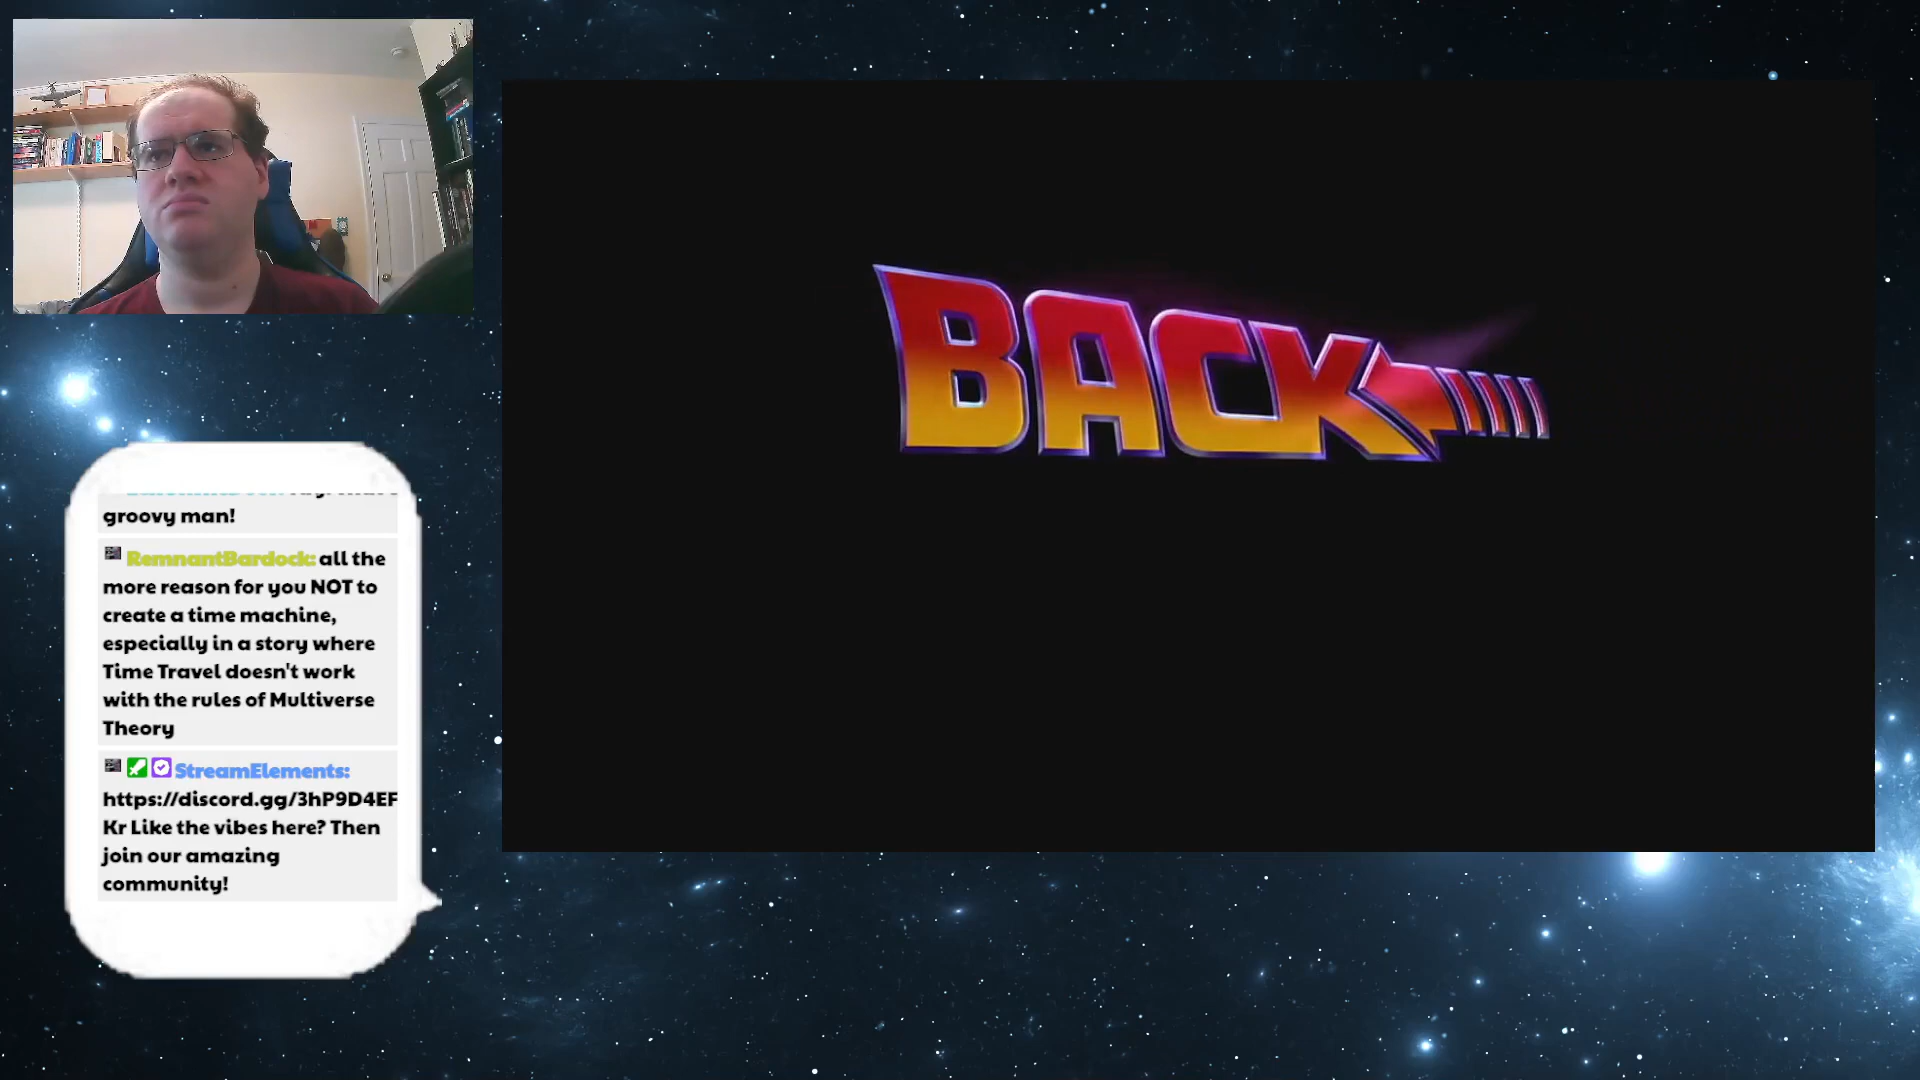 BACK
groovy man!
RemnantBardock: all the
more reason for you NOT to
create a time machine,
especially in a story where
Time Travel doesn't work
with the rules of Multiverse
Theory
StreamElements:
https://discord.gg/3hP9D4EF
Kr Like the vibes here? Then
join our amazing
community!